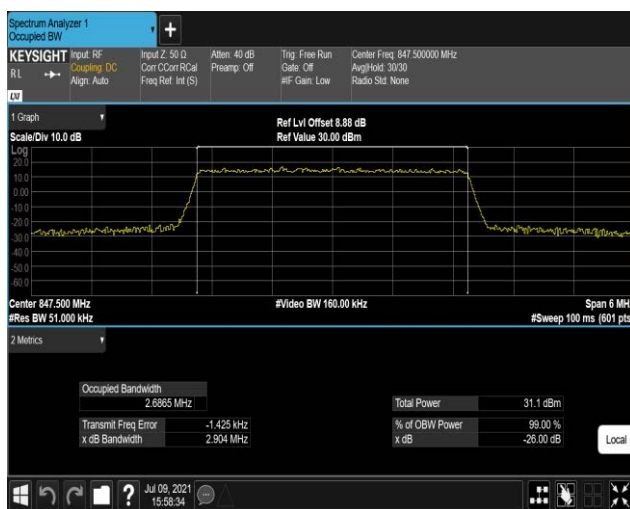 Spectrum Analyzer 1
Occupied BW
+
KEYSIGHT Input: RF Input Z: 50 Ω Atten: 40 dB Trig: Free Run Center Freq: 847.500000 MHz
RL Coupling: DC Corr CCorr RCal Preamp: Off Gate: Off Avg|Hold: 30/30
Align: Auto Freq Ref: Int (S) #IF Gain: Low Radio Std: None
LXI
1 Graph
Ref Lvl Offset 8.88 dB
Scale/Div 10.0 dB Ref Value 30.00 dBm
Log
20.0
10.0
0.00
-10.0
-20.0
-30.0
-40.0
-50.0
-60.0
Center 847.500 MHz #Video BW 160.00 kHz Span 6 MH
#Res BW 51.000 kHz #Sweep 100 ms (601 pts
2 Metrics
Occupied Bandwidth
2.6865 MHz Total Power 31.1 dBm
Transmit Freq Error -1.425 kHz % of OBW Power 99.00 %
x dB Bandwidth 2.904 MHz x dB -26.00 dB
Local
? Jul 09, 2021
15:58:34